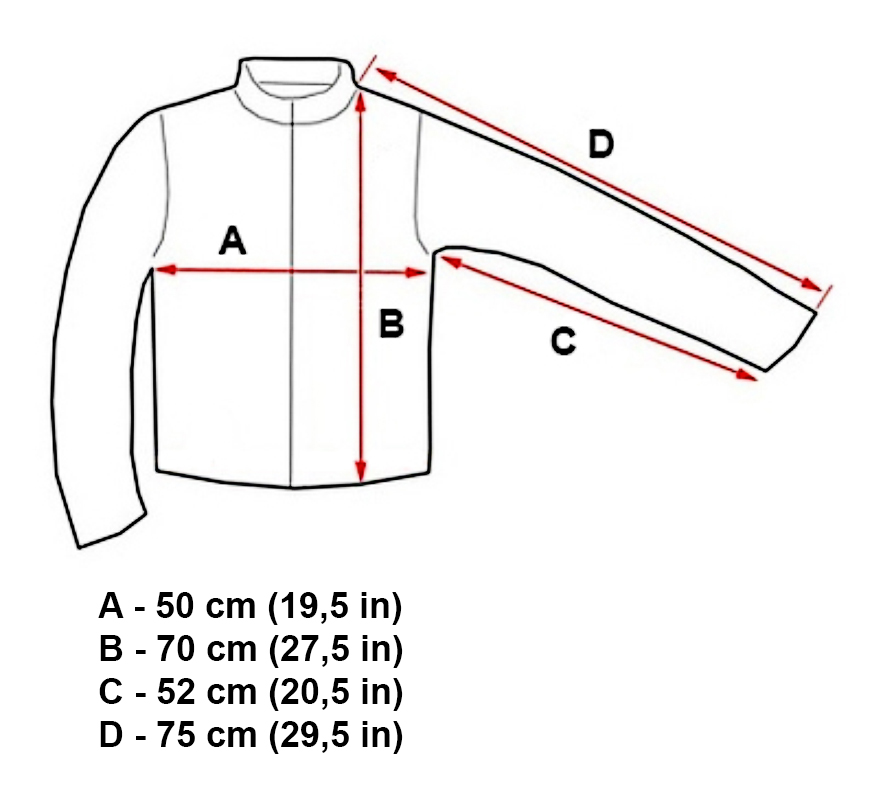 D
A
B
C
A - 50 cm (19,5 in)
B - 70 cm (27,5 in)
C - 52 cm (20,5 in)
D - 75 cm (29,5 in)